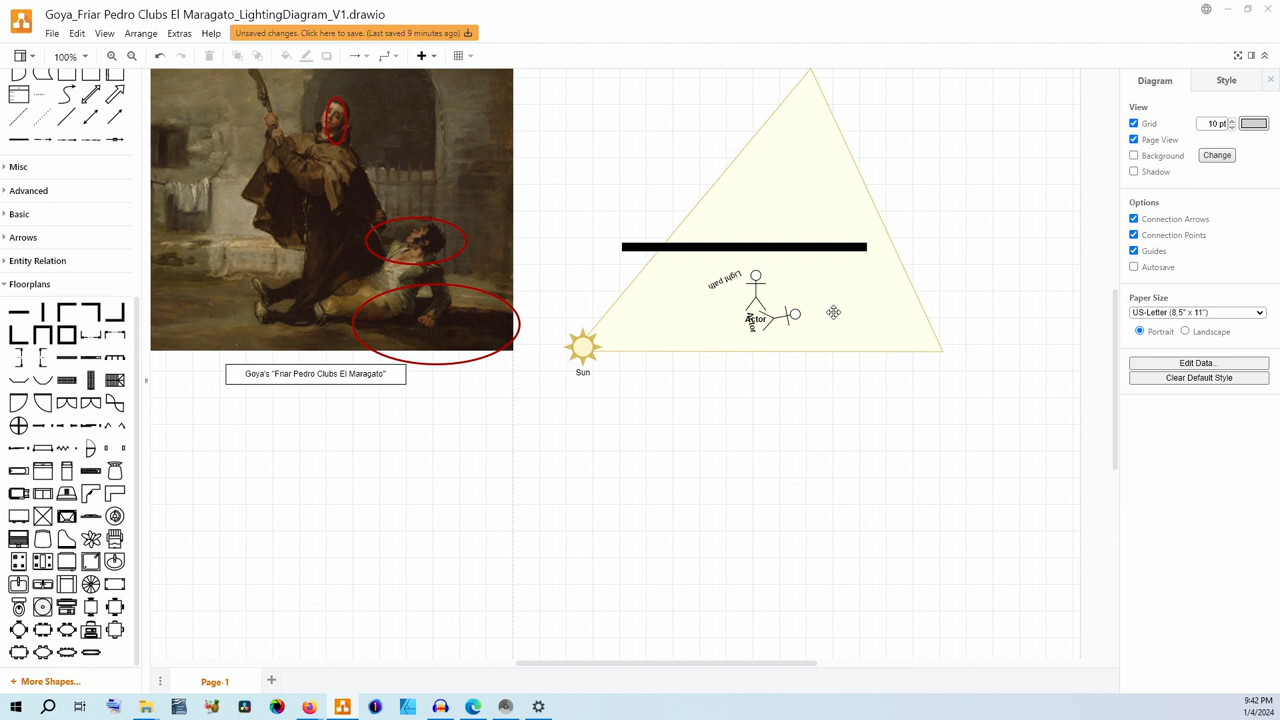 Goya_Friar Pedro Clubs El Maragato_LightingDiagram_V1.drawio
File Edit View Arrange Extras Help
Unsaved changes. Click here to save. (Last saved 9 minutes ago)
100%
Misc
Advanced
Basic
Arrows
Entity Relation
Floorplans
More Shapes...
Goya's "Friar Pedro Clubs El Maragato"
Light path
Actor
Actor
Sun
Page-1
Diagram
Style
View
Grid
10 pt
Page View
Background
Change
Shadow
Options
Connection Arrows
Connection Points
Guides
Autosave
Paper Size
US-Letter (8,5" x 11")
Portrait
Landscape
Edit Data...
Clear Default Style
9:42 PM
1/4/2024